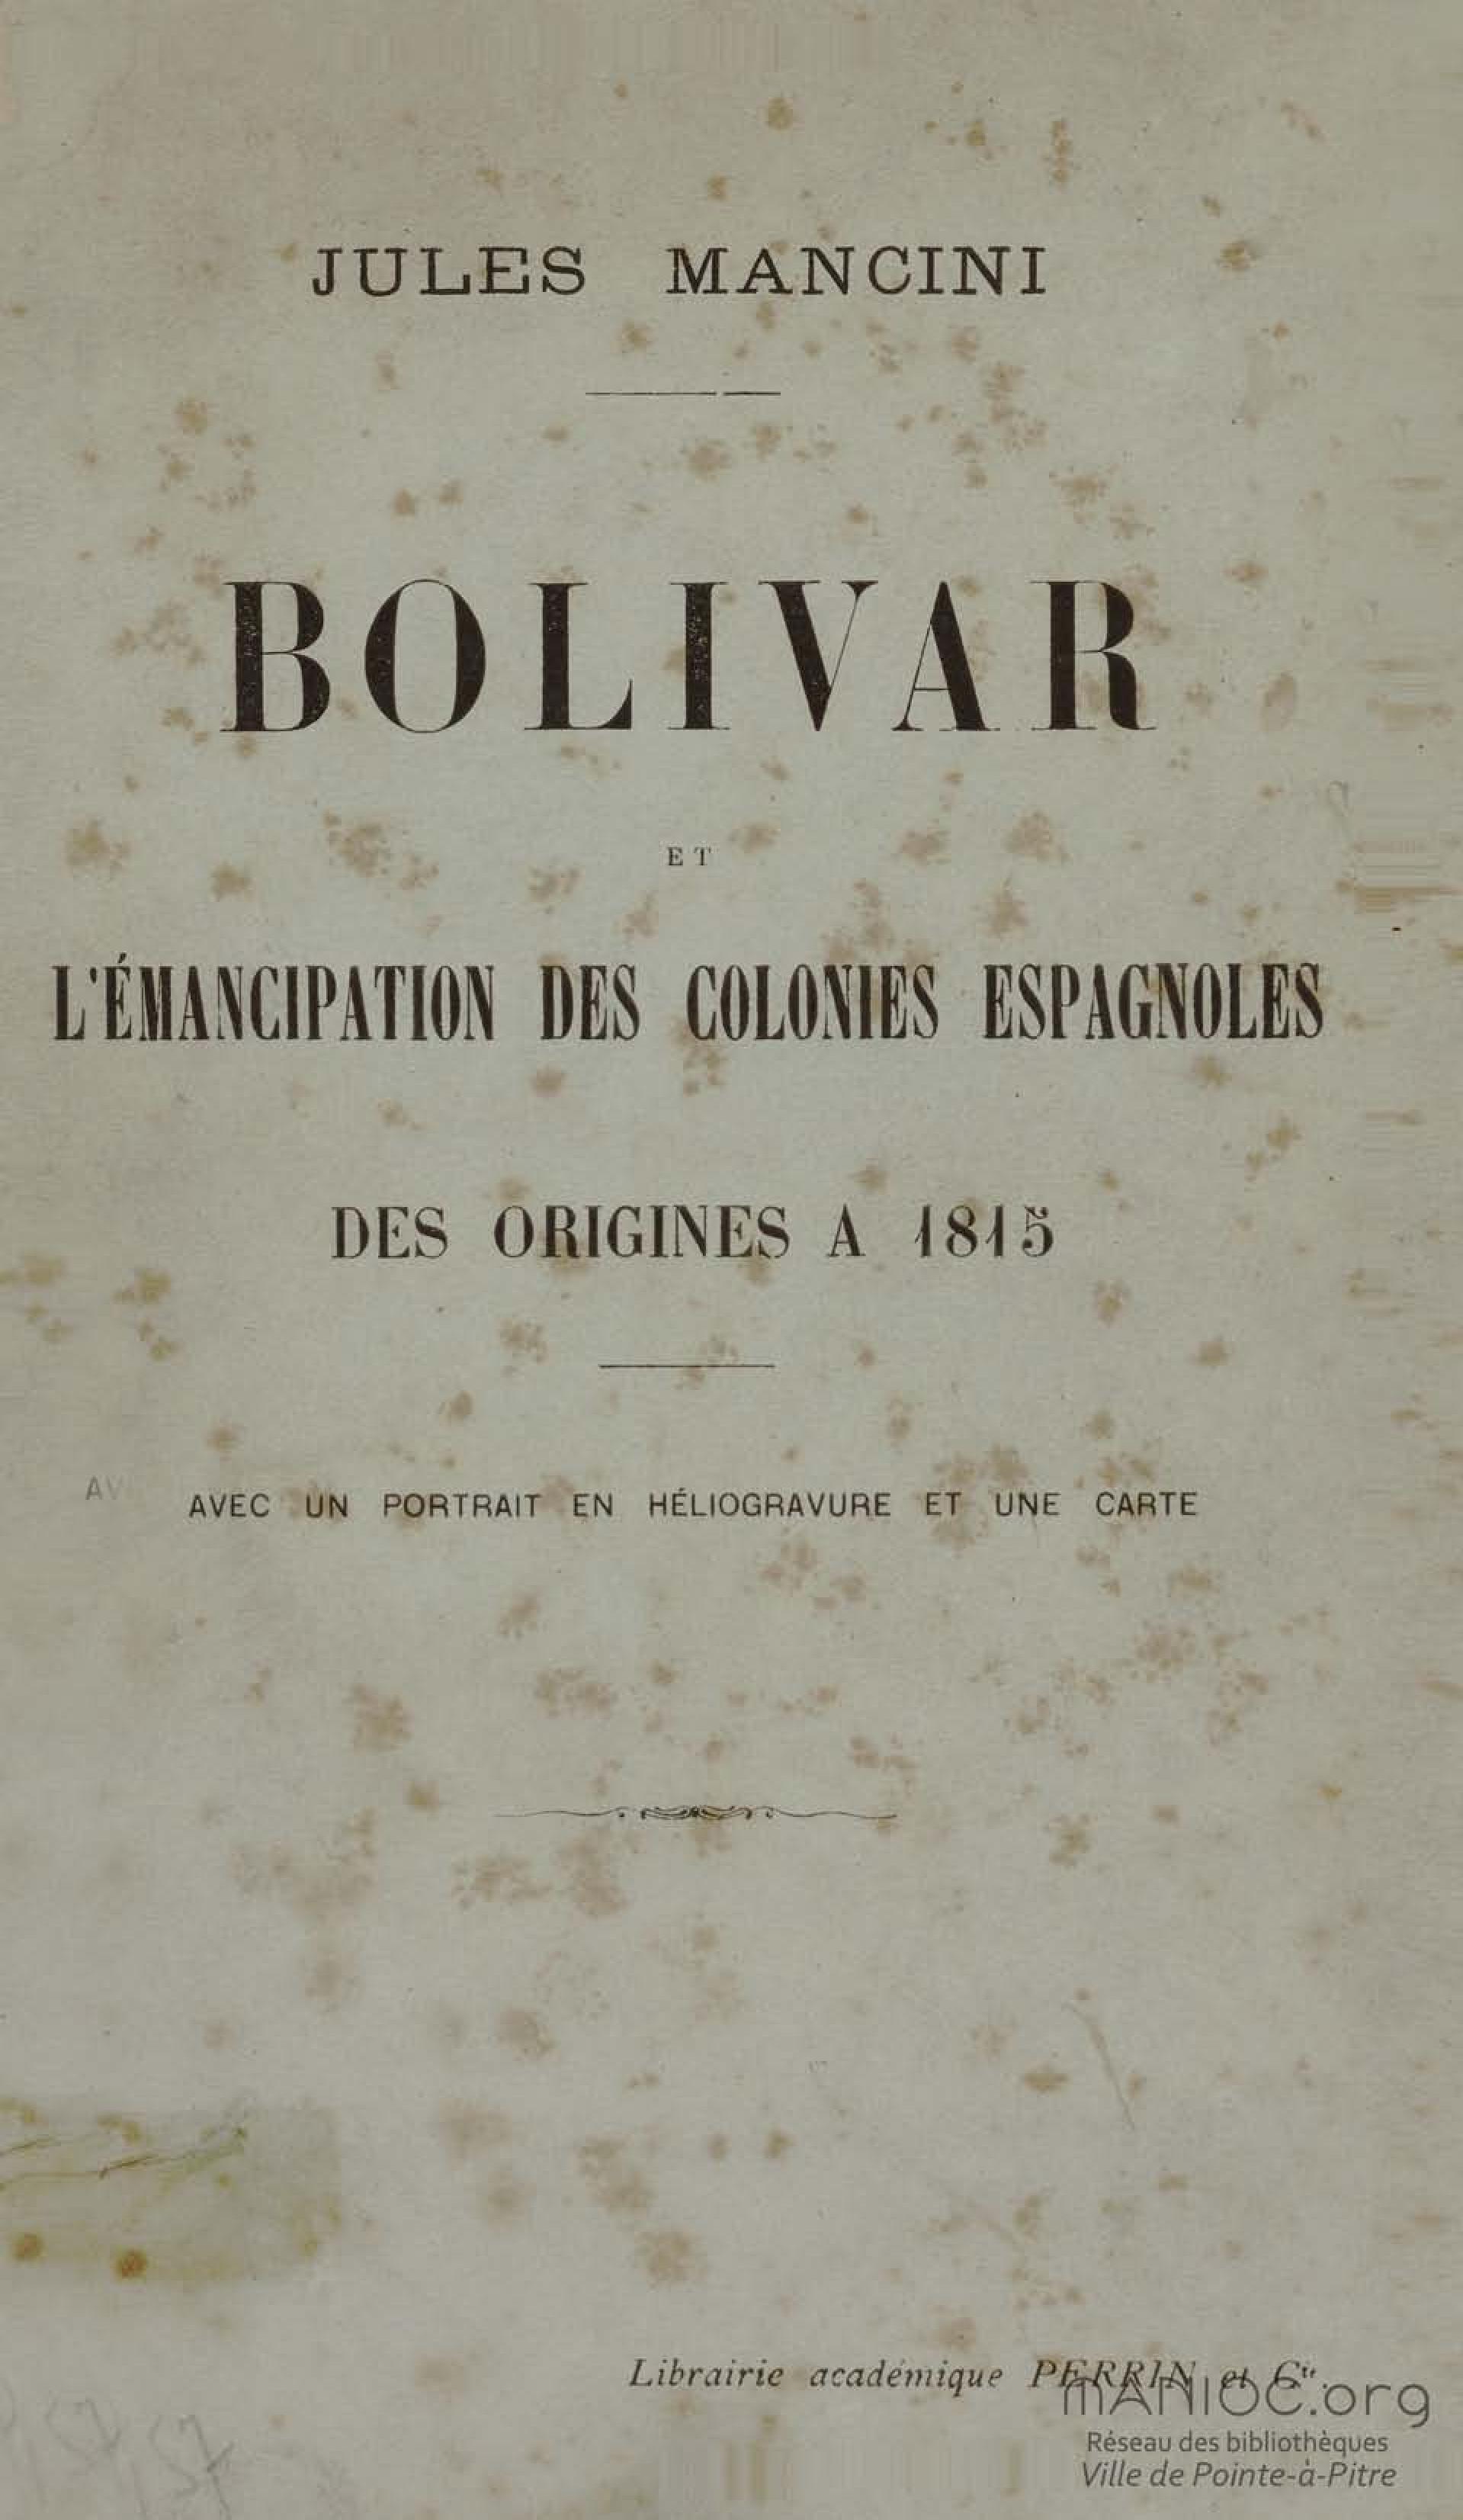 JULES MANCINI
BOLIVAR
ET
L'ÉMANCIPATION DES COLONIES ESPAGNOLES
DES ORIGINES A 1815
AVEC UN PORTRAIT EN HÉLIOGRAVURE ET UNE CARTE
Librairie académique PERRIN et Cie.
MANIOC.org
Réseau des bibliothèques
Ville de Pointe-à-Pitre